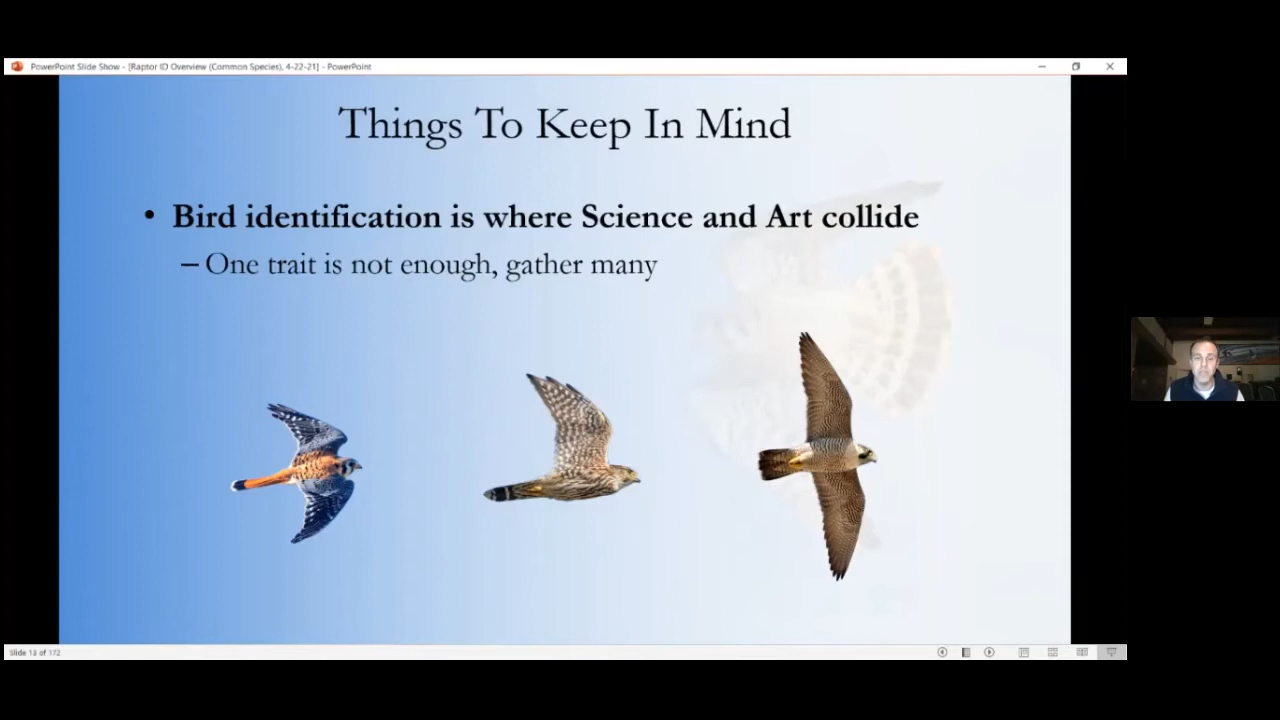 PowerPoint Slide Show - [Raptor ID Overview (Common Species), 4-22-21] - PowerPoint
Things To Keep In Mind
• Bird identification is where Science and Art collide
– One trait is not enough, gather many
Slide 13 of 172